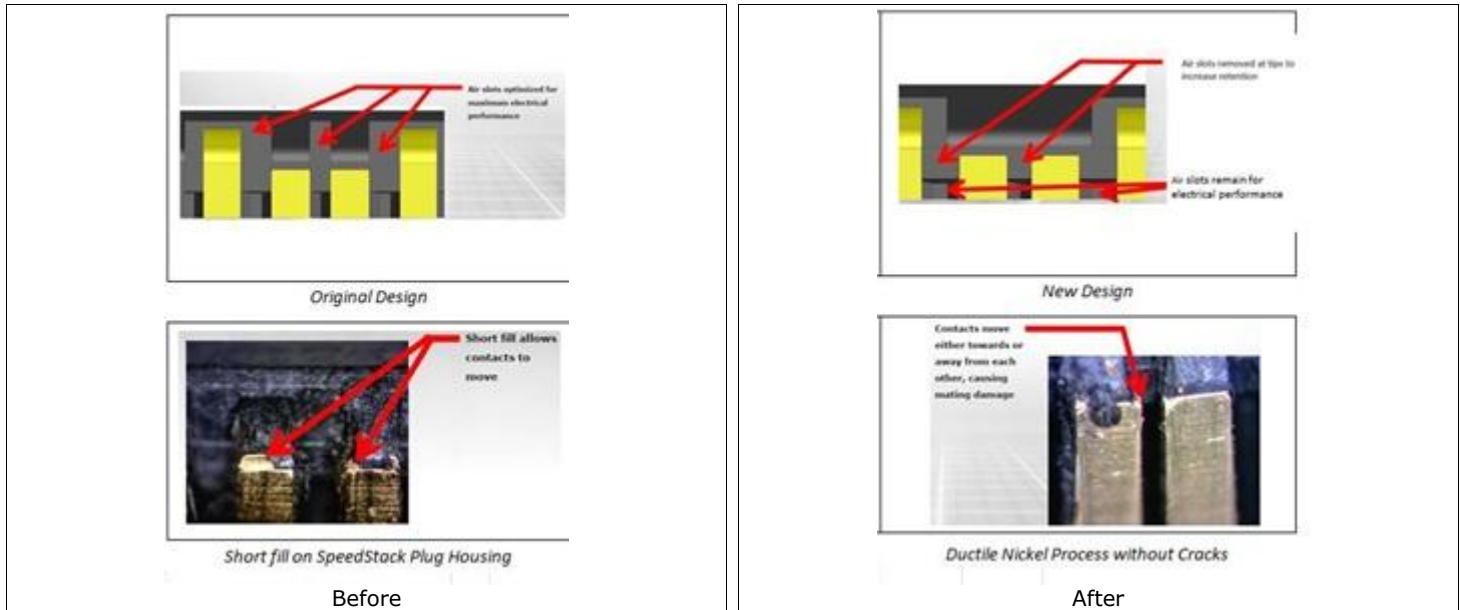 Air slots optimized for
maximum electrical
performance
Original Design
Short fill allows
contacts to
move
Short fill on SpeedStack Plug Housing
Before
Air slots removed at tips to
increase retention
Air slots remain for
electrical performance
New Design
Contacts move
either towards or
away from each
other, causing
mating damage
Ductile Nickel Process without Cracks
After